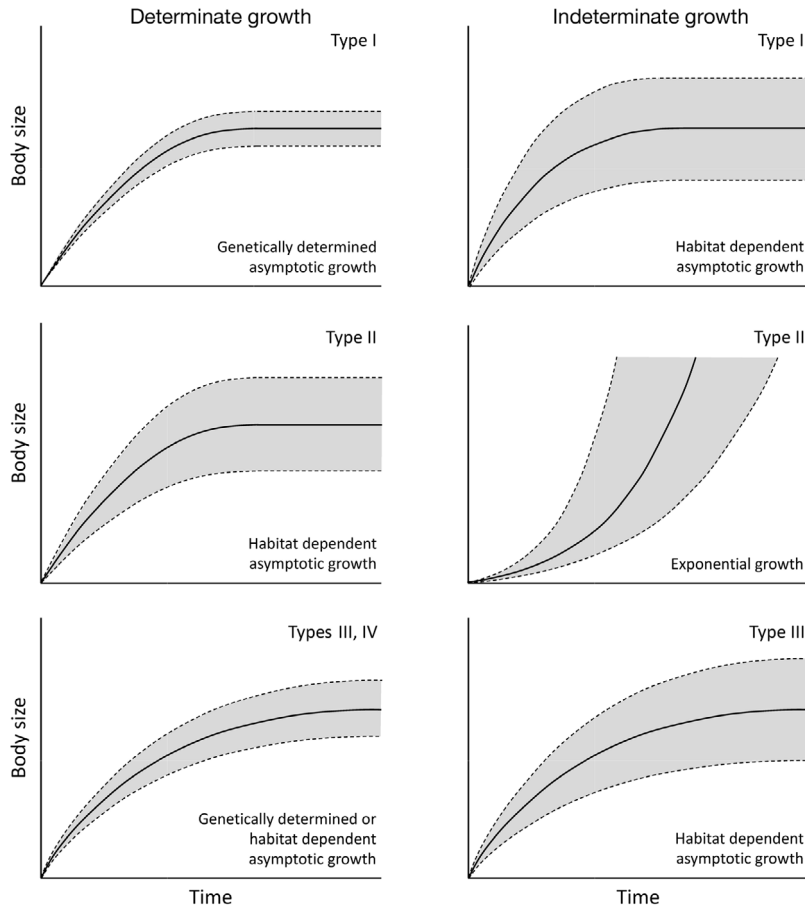 Determinate growth
Indeterminate growth
Type I
Type I
Body size
Genetically determined
asymptotic growth
Habitat dependent
asymptotic growth
Type II
Type II
Body size
Habitat dependent
asymptotic growth
Exponential growth
Types III, IV
Type III
Body size
Genetically determined or
habitat dependent
asymptotic growth
Habitat dependent
asymptotic growth
Time
Time